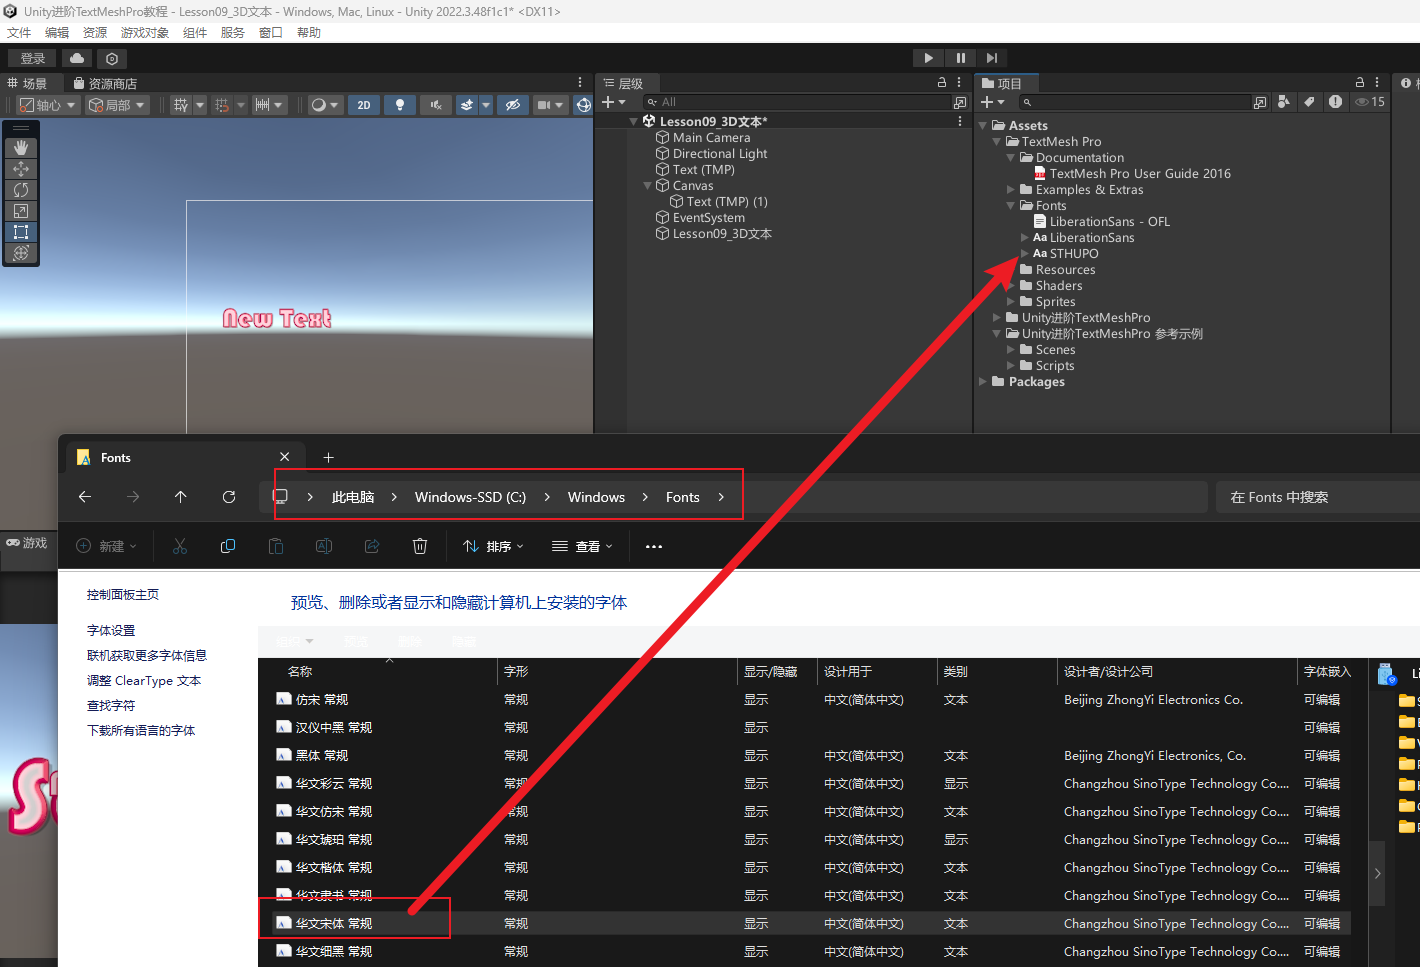 Unity进阶TextMeshPro教程 - Lesson09_3D文本 - Windows, Mac, Linux - Unity 2022.3.48f1c1* <DX11>
文件 编辑 资源 游戏对象 组件 服务 窗口 帮助
登录
场景 资源商店
轴心 局部 2D
New Text
层级
All
Lesson09_3D文本*
Main Camera
Directional Light
Text (TMP)
Canvas
Text (TMP) (1)
EventSystem
Lesson09_3D文本
项目
15
Assets
TextMesh Pro
Documentation
TextMesh Pro User Guide 2016
Examples & Extras
Fonts
LiberationSans - OFL
Aa LiberationSans
Aa STHUPO
Resources
Shaders
Sprites
Unity进阶TextMeshPro
Unity进阶TextMeshPro 参考示例
Scenes
Scripts
Packages
游戏
Fonts
此电脑 > Windows-SSD (C:) > Windows > Fonts >
在 Fonts 中搜索
新建 排序 查看
控制面板主页
字体设置
联机获取更多字体信息
调整 ClearType 文本
查找字符
下载所有语言的字体
预览、删除或者显示和隐藏计算机上安装的字体
名称 字形 显示/隐藏 设计用于 类别 设计者/设计公司 字体嵌入
仿宋 常规 常规 显示 中文(简体中文) 文本 Beijing ZhongYi Electronics Co. 可编辑
汉仪中黑 常规 常规 显示 可编辑
黑体 常规 常规 显示 中文(简体中文) 文本 Beijing ZhongYi Electronics, Co. 可编辑
华文彩云 常规 常规 显示 中文(简体中文) 显示 Changzhou SinoType Technology Co.... 可编辑
华文仿宋 常规 常规 显示 中文(简体中文) 文本 Changzhou SinoType Technology Co.... 可编辑
华文琥珀 常规 常规 显示 中文(简体中文) 显示 Changzhou SinoType Technology Co.... 可编辑
华文楷体 常规 常规 显示 中文(简体中文) 文本 Changzhou SinoType Technology Co.... 可编辑
华文隶书 常规 常规 显示 中文(简体中文) 文本 Changzhou SinoType Technology Co.... 可编辑
华文宋体 常规 常规 显示 中文(简体中文) 文本 Changzhou SinoType Technology Co.... 可编辑
华文细黑 常规 常规 显示 中文(简体中文) 文本 Changzhou SinoType Technology Co.... 可编辑